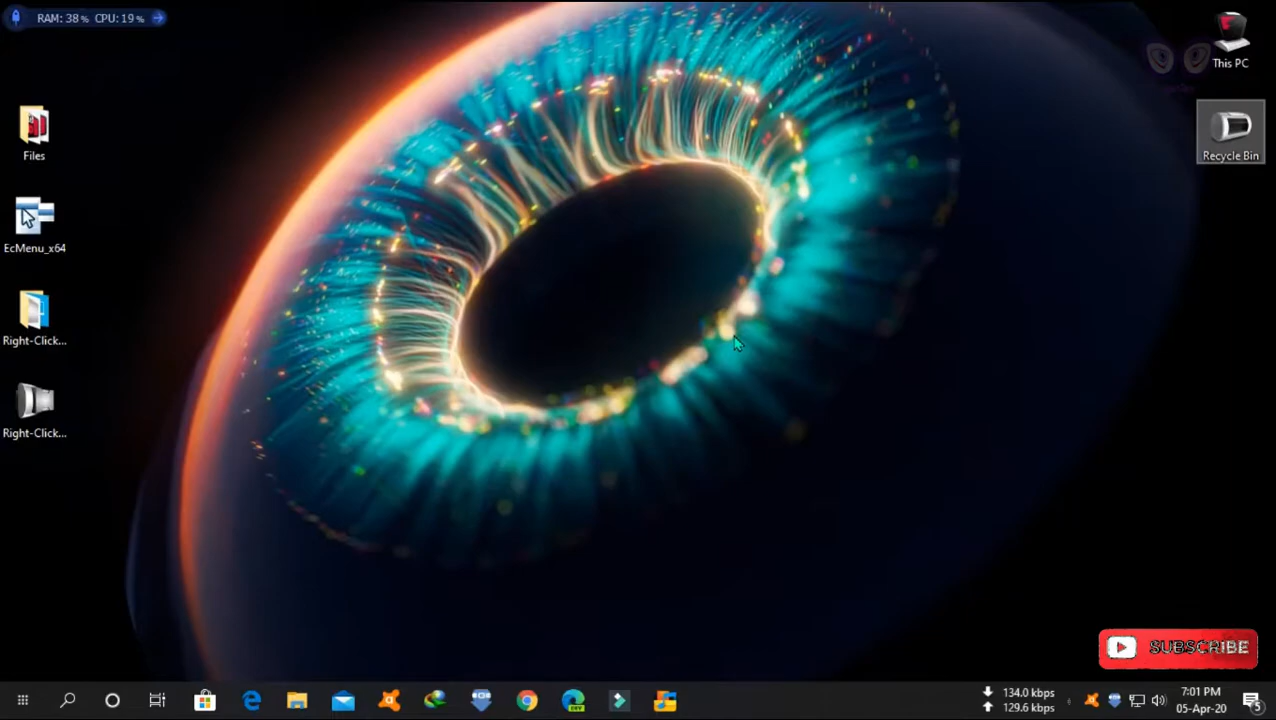 RAM: 38% CPU: 19%
This PC
Files
Recycle Bin
EcMenu_x64
Right-Click...
Right-Click...
SUBSCRIBE
134.0 kbps
129.6 kbps
7:01 PM
05-Apr-20
5